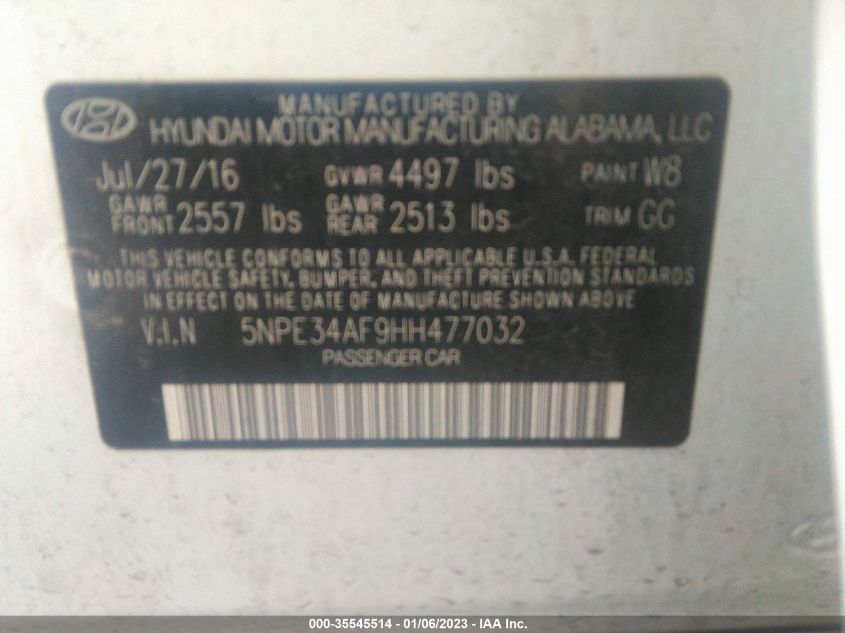 MANUFACTURED BY
HYUNDAI MOTOR MANUFACTURING ALABAMA, LLC
Jul/27/16 GVWR 4497 lbs PAINT W8
GAWR FRONT 2557 lbs GAWR REAR 2513 lbs TRIM GG
THIS VEHICLE CONFORMS TO ALL APPLICABLE U.S.A. FEDERAL
MOTOR VEHICLE SAFETY, BUMPER, AND THEFT PREVENTION STANDARDS
IN EFFECT ON THE DATE OF MANUFACTURE SHOWN ABOVE
V.I.N 5NPE34AF9HH477032
PASSENGER CAR
000-35545514 - 01/06/2023 - IAA Inc.